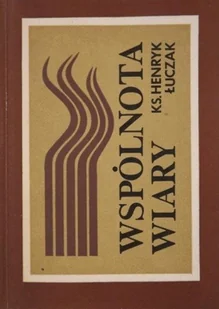 WSPÓLNOTA
WIARY
KS. HENRYK
ŁUCZAK